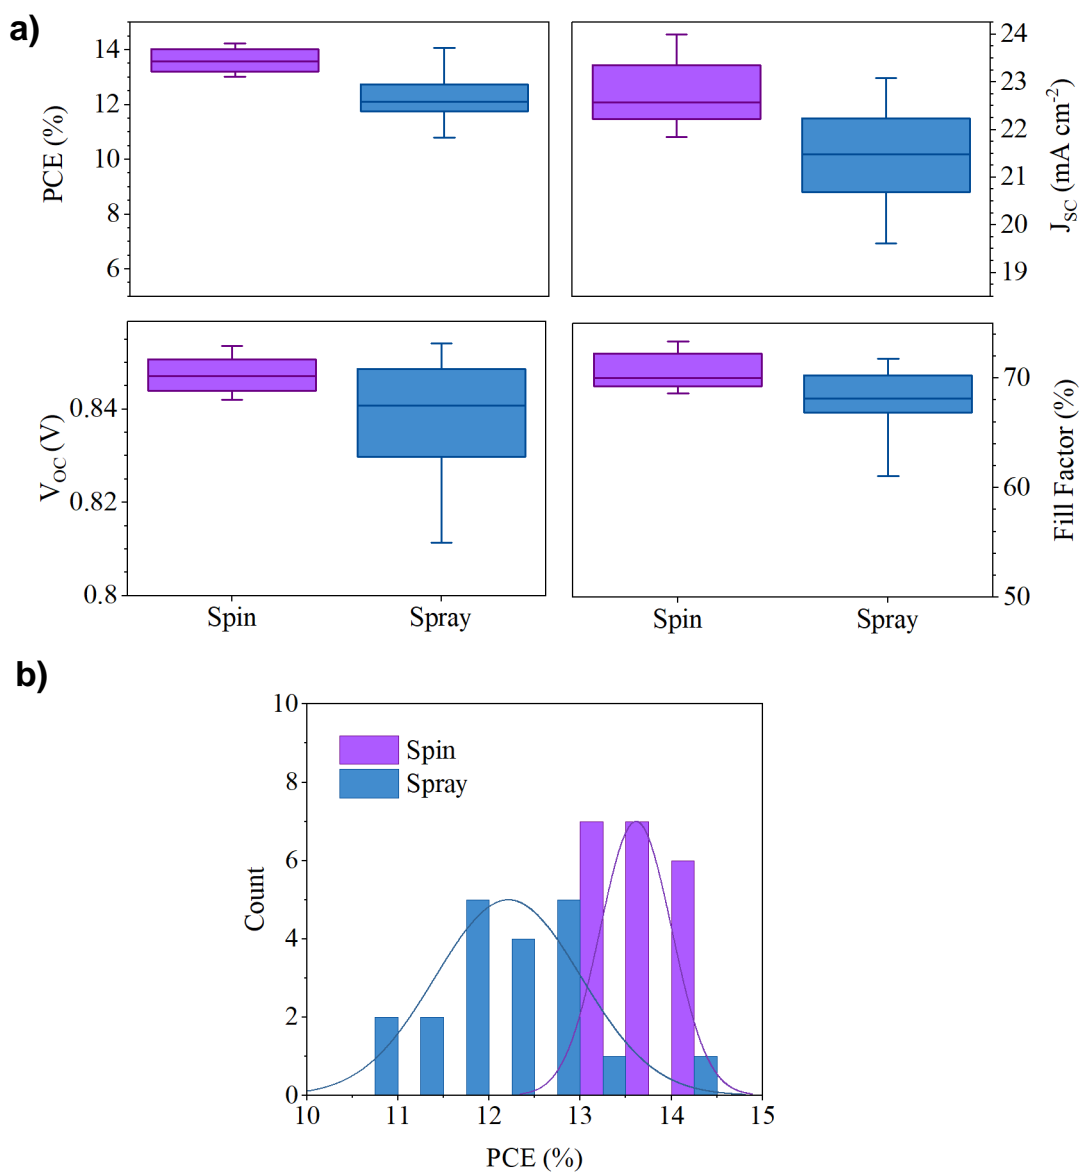 a)
14
12
10
8
6
PCE (%)
24
23
22
21
20
19
J_SC (mA cm⁻²)
0.84
0.82
0.8
V_OC (V)
Spin
Spray
70
60
50
Fill Factor (%)
Spin
Spray
b)
10
8
6
4
2
0
Count
Spin
Spray
10 11 12 13 14 15
PCE (%)